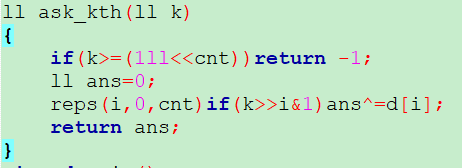 ll ask_kth(ll k)
{
if(k>=(1ll<<cnt))return -1;
ll ans=0;
reps(i,0,cnt)if(k>>i&1)ans^=d[i];
return ans;
}